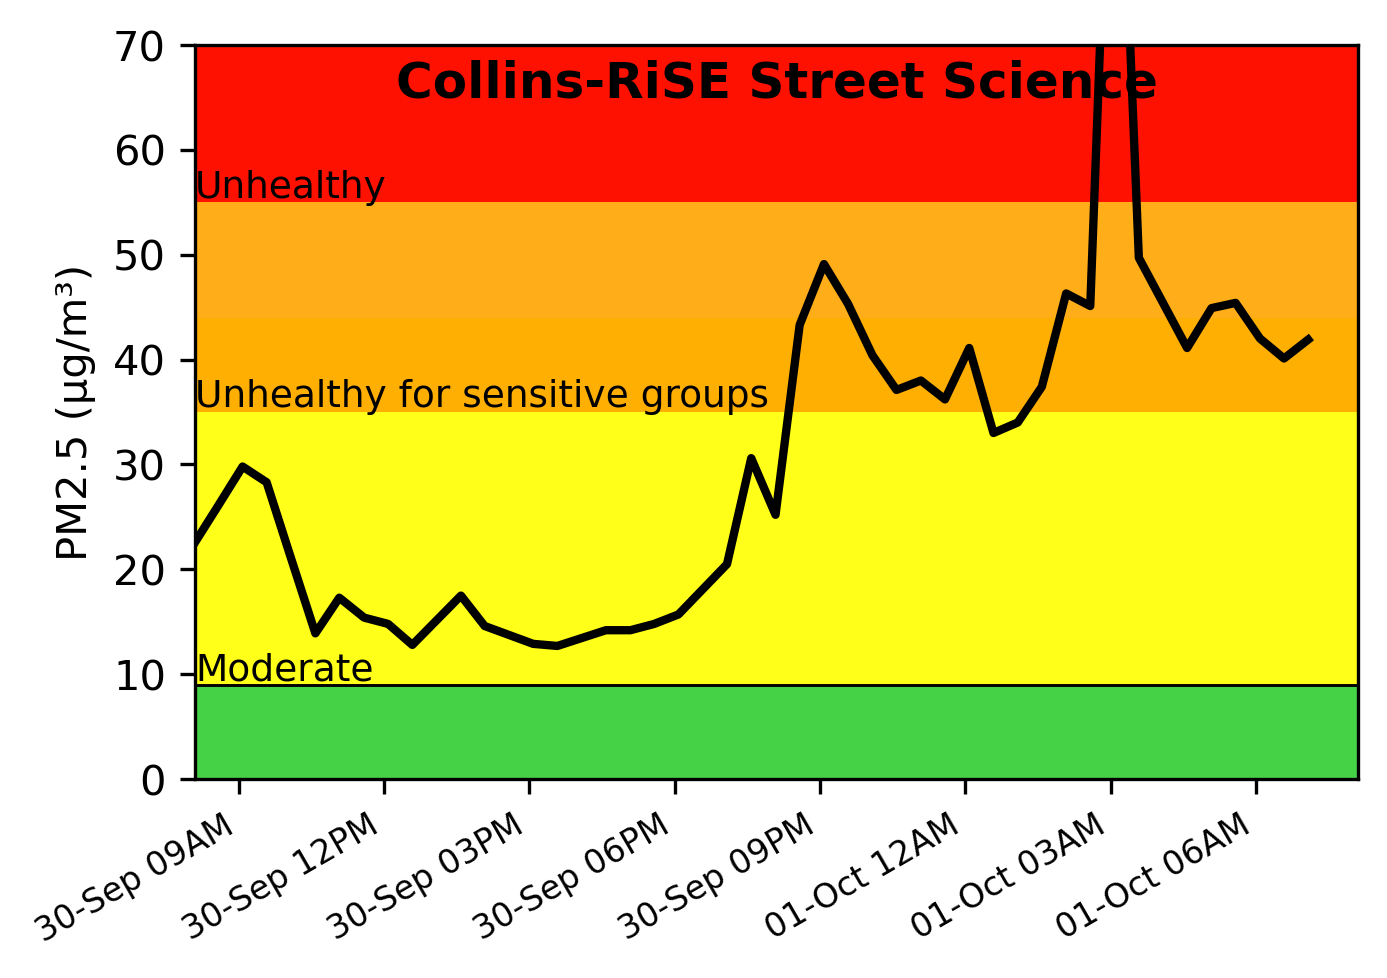 Collins-RiSE Street Science
70
60
50
40
30
20
10
0
PM2.5 (µg/m³)
Unhealthy
Unhealthy for sensitive groups
Moderate
30-Sep 09AM
30-Sep 12PM
30-Sep 03PM
30-Sep 06PM
30-Sep 09PM
01-Oct 12AM
01-Oct 03AM
01-Oct 06AM